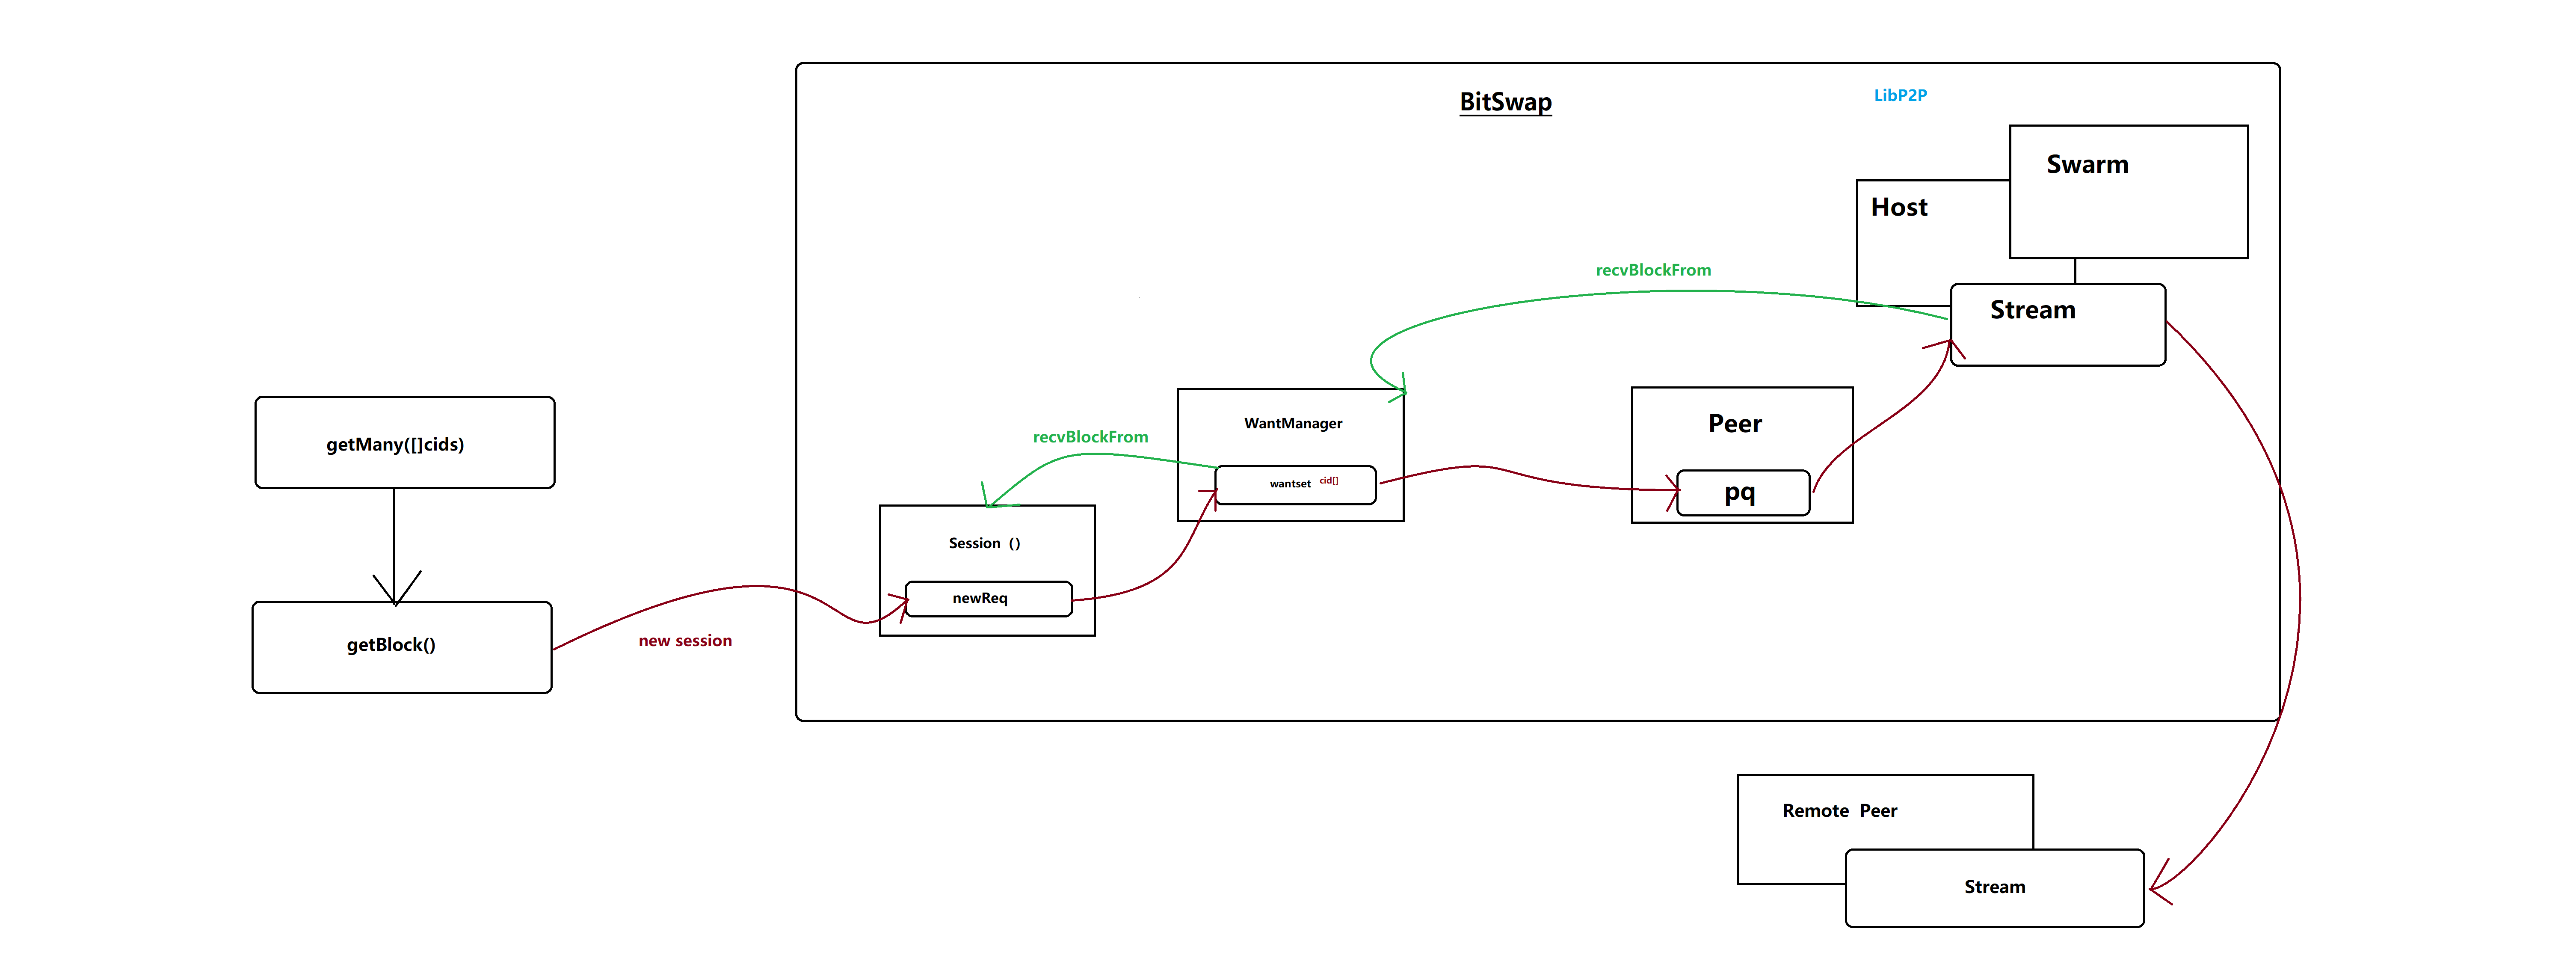 BitSwap
LibP2P
Swarm
Host
recvBlockFrom
Stream
WantManager
Peer
recvBlockFrom
getMany([]cids)
wantset cid[]
pq
Session ()
newReq
new session
getBlock()
Remote Peer
Stream